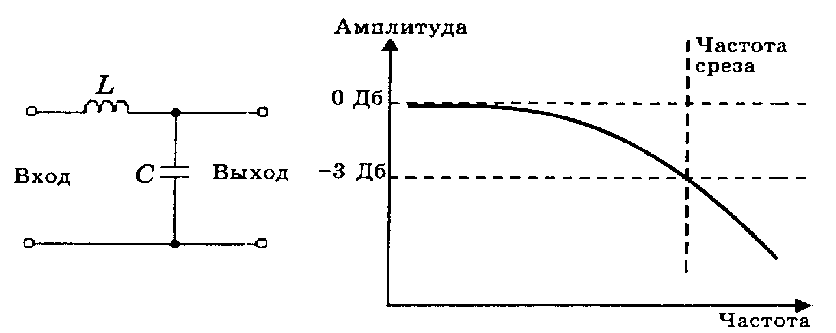 L
Вход
C
Выход
Амплитуда
Частота
среза
0 Дб
−3 Дб
Частота